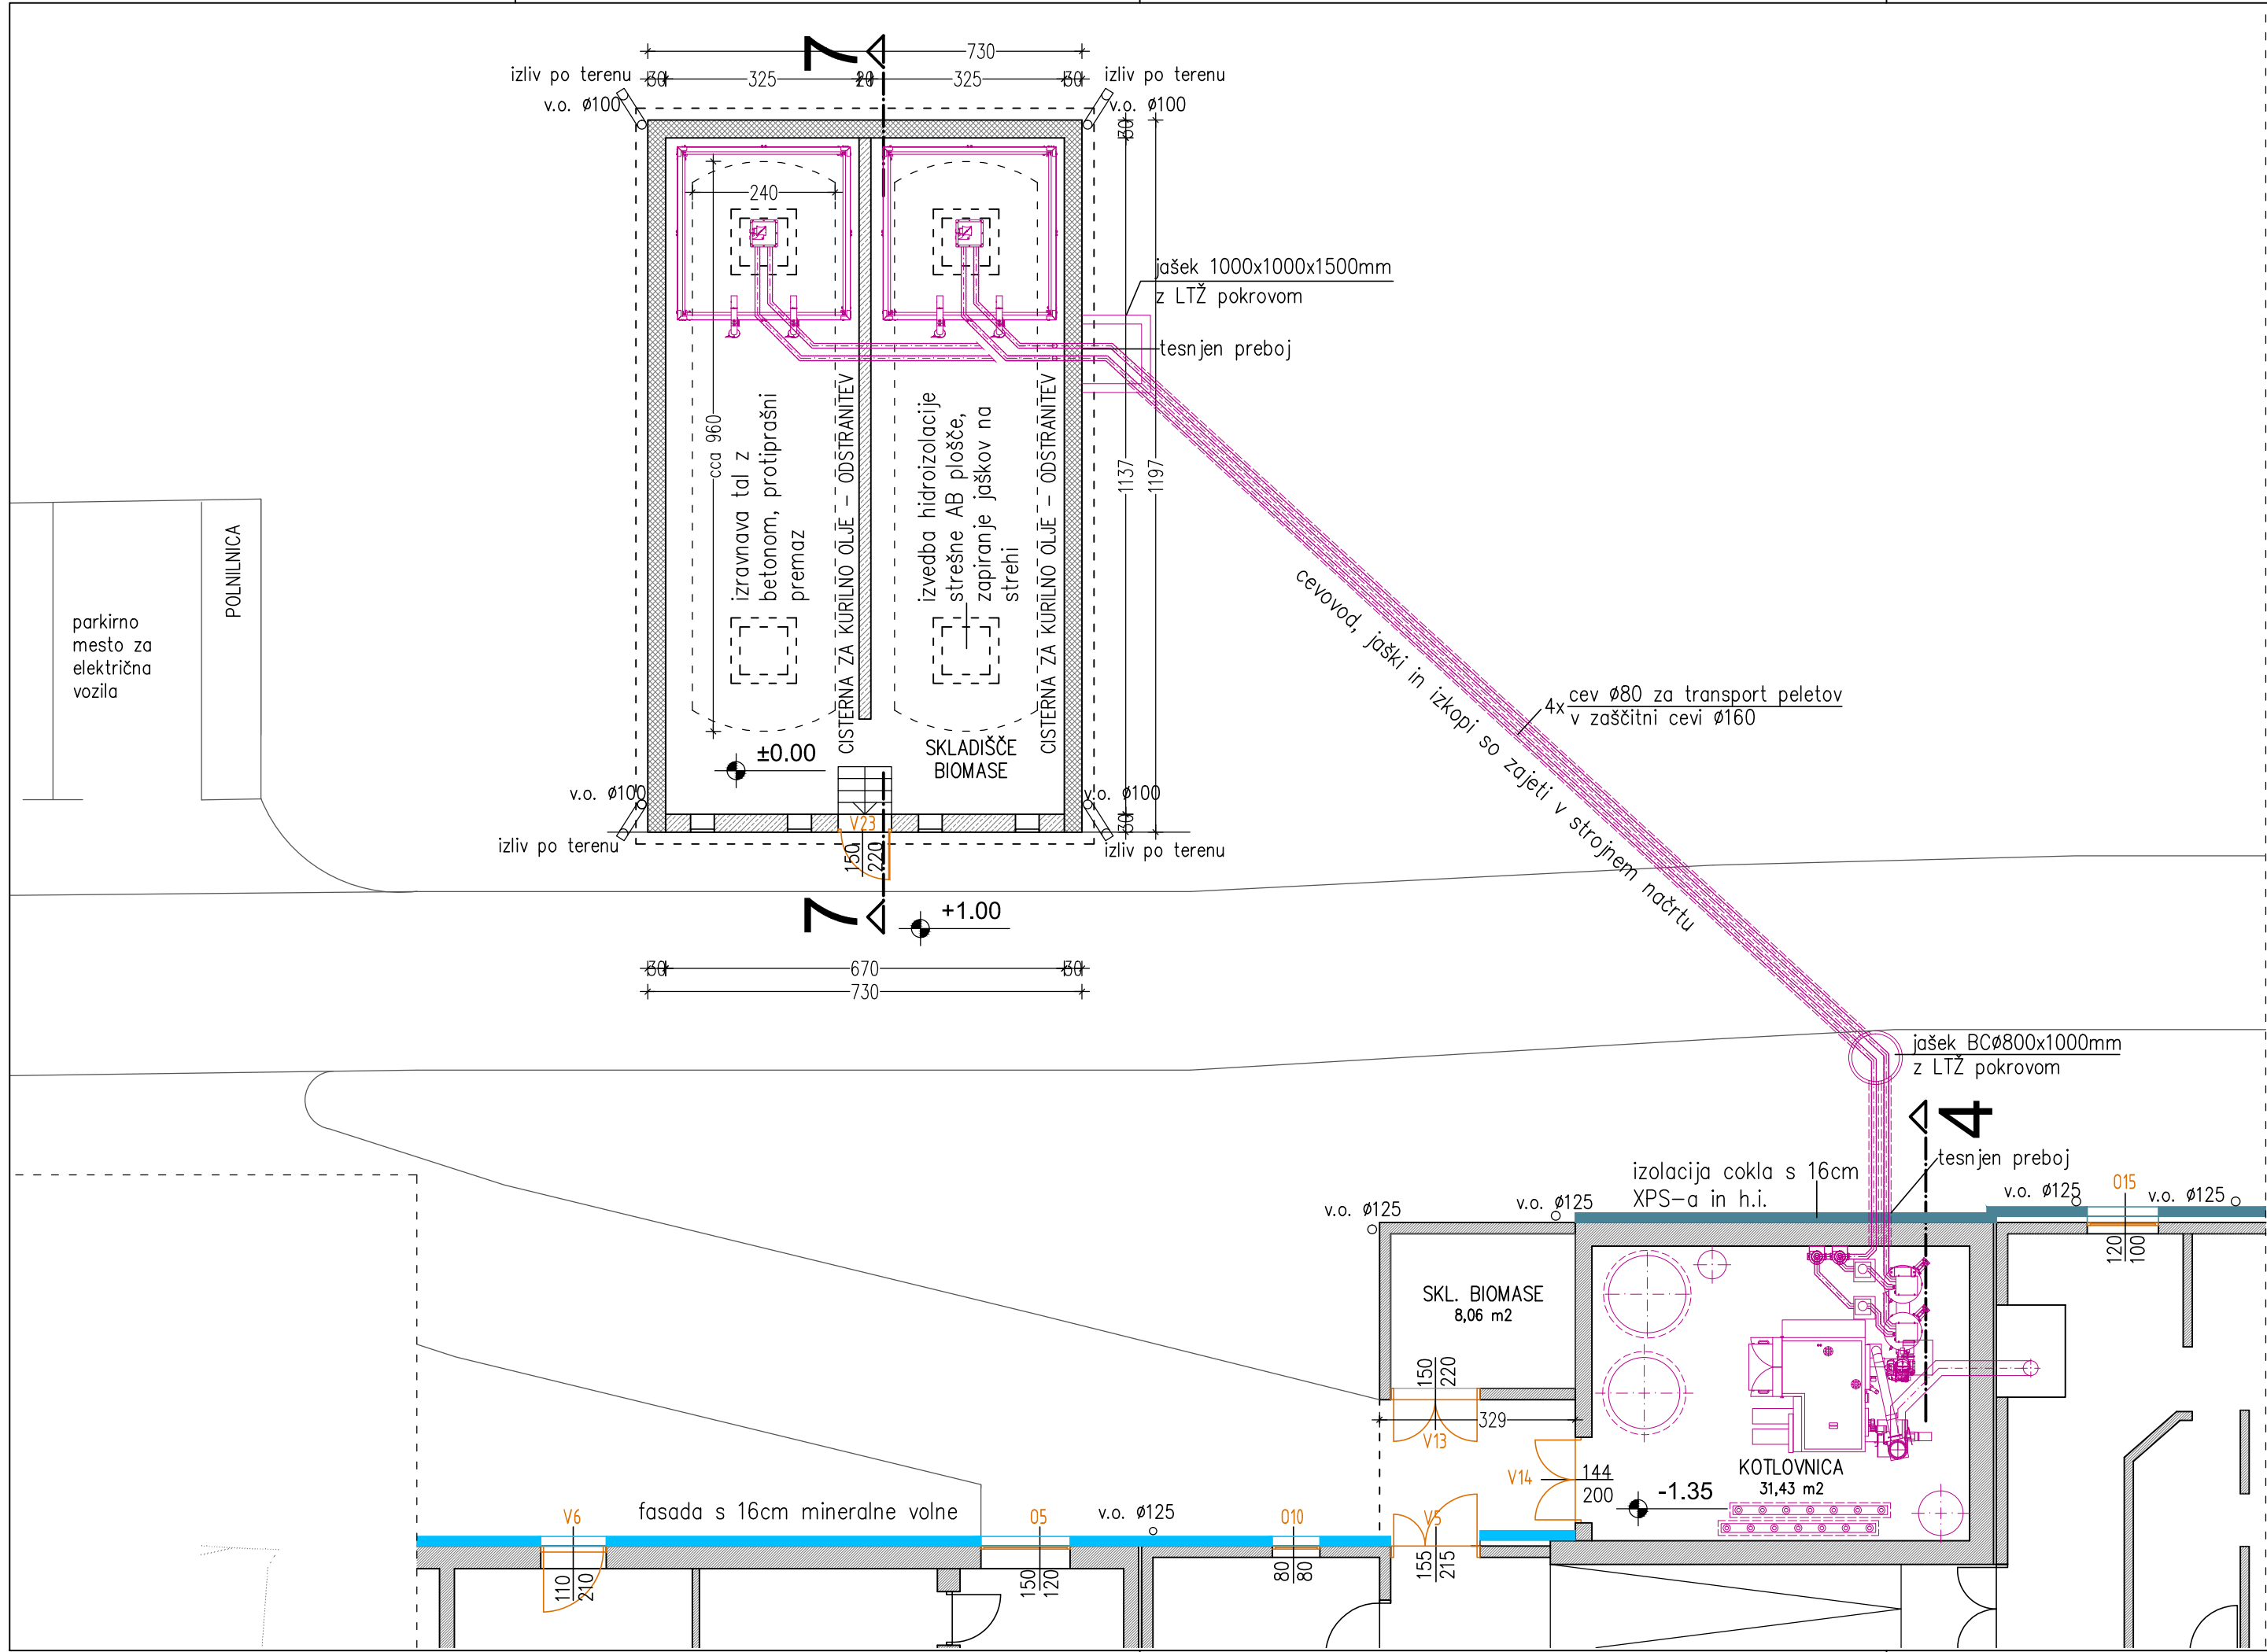 7
730
30
325
20
325
30
izliv po terenu
v.o. ø100
izliv po terenu
v.o. ø100
30
1137
1197
30
240
cca 960
jašek 1000x1000x1500mm
z LTŽ pokrovom
tesnjen preboj
izravnava tal z
betonom, protiprašni
premaz
CISTERNA ZA KURILNO OLJE - ODSTRANITEV
izvedba hidroizolacije
strešne AB plošče,
zapiranje jaškov na
strehi
CISTERNA ZA KURILNO OLJE - ODSTRANITEV
POLNILNICA
parkirno
mesto za
električna
vozila
cevovod, jaški in izkopi so zajeti v strojnem načrtu
4x
cev ø80 za transport peletov
v zaščitni cevi ø160
±0.00
SKLADIŠČE
BIOMASE
v.o. ø100
izliv po terenu
v.o. ø100
izliv po terenu
V23
150
220
7
+1.00
30
670
30
730
jašek BCø800x1000mm
z LTŽ pokrovom
4
tesnjen preboj
izolacija cokla s 16cm
XPS-a in h.i.
v.o. ø125
v.o. ø125
v.o. ø125
O15
v.o. ø125
120
100
SKL. BIOMASE
8,06 m2
150
220
329
V13
V14
144
200
-1.35
KOTLOVNICA
31,43 m2
fasada s 16cm mineralne volne
V6
110
210
O5
150
120
v.o. ø125
O10
80
80
V5
155
215